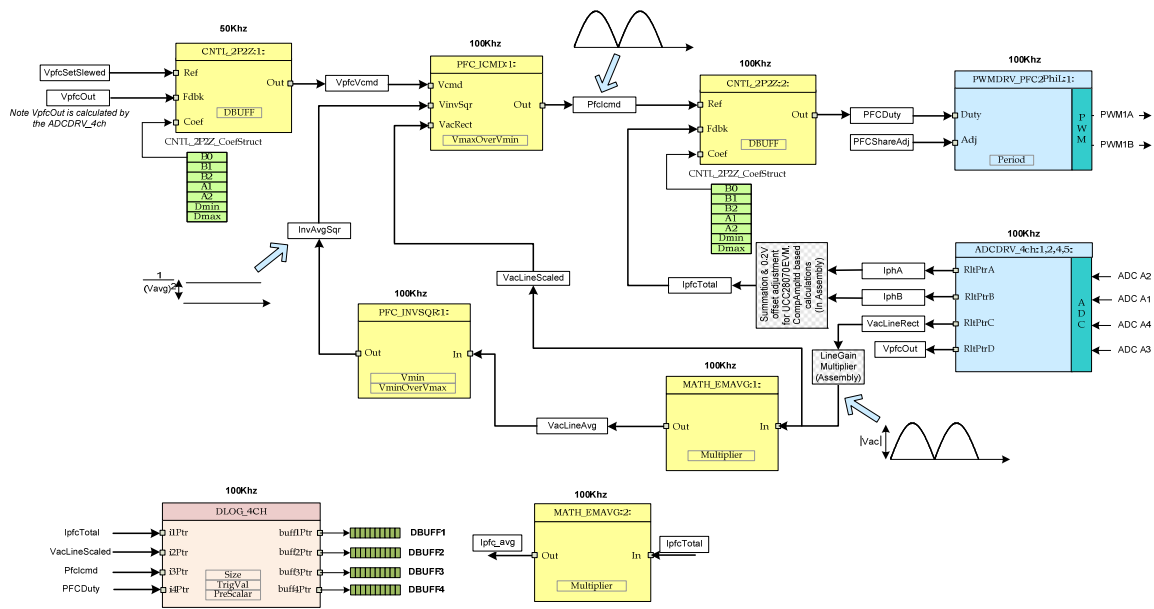 50Khz
CNTL_2P2Z:1:
Ref
Fdbk
Coef
Out
DBUFF
VpfcSetSlewed
VpfcOut
Note VpfcOut is calculated by
the ADCDRV_4ch
CNTL_2P2Z_CoefStruct
B0
B1
B2
A1
A2
Dmin
Dmax
VpfcVcmd
100Khz
PFC_ICMD:1:
Vcmd
VinvSqr
VacRect
Out
VmaxOverVmin
PfcIcmd
100Khz
CNTL_2P2Z:2:
Ref
Fdbk
Coef
Out
DBUFF
CNTL_2P2Z_CoefStruct
B0
B1
B2
A1
A2
Dmin
Dmax
PFCDuty
PFCShareAdj
100Khz
PWMDRV_PFC2PhiL:1:
Duty
Adj
Period
P
W
M
PWM1A
PWM1B
InvAvgSqr
1
(Vavg)
2
VacLineScaled
IpfcTotal
Summation & 0.2V
offset adjustment
for UCC28070EVM.
CompAmpltd based
calculations
(In Assembly)
IphA
IphB
VacLineRect
VpfcOut
100Khz
ADCDRV_4ch:1,2,4,5:
RltPtrA
RltPtrB
RltPtrC
RltPtrD
A
D
C
ADC A2
ADC A1
ADC A4
ADC A3
LineGain
Multiplier
(Assembly)
|Vac|
100Khz
PFC_INVSQR:1:
Out
In
Vmin
VminOverVmax
VacLineAvg
100Khz
MATH_EMAVG:1:
Out
In
Multiplier
100Khz
DLOG_4CH
IpfcTotal
VacLineScaled
PfcIcmd
PFCDuty
i1Ptr
i2Ptr
i3Ptr
i4Ptr
Size
TrigVal
PreScalar
buff1Ptr
buff2Ptr
buff3Ptr
buff4Ptr
DBUFF1
DBUFF2
DBUFF3
DBUFF4
100Khz
MATH_EMAVG:2:
Ipfc_avg
Out
In
IpfcTotal
Multiplier